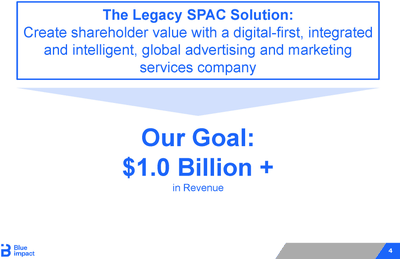 The Legacy SPAC Solution:
Create shareholder value with a digital-first, integrated
and intelligent, global advertising and marketing
services company
Our Goal:
$1.0 Billion +
in Revenue
Blue
impact
4